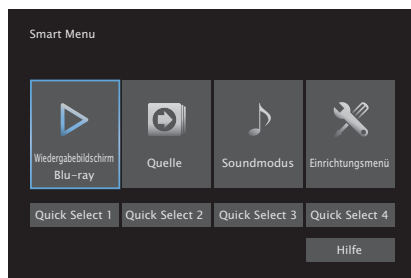 Smart Menu
Wiedergabebildschirm
Blu-ray
Quelle
Soundmodus
Einrichtungsmenü
Quick Select 1
Quick Select 2
Quick Select 3
Quick Select 4
Hilfe